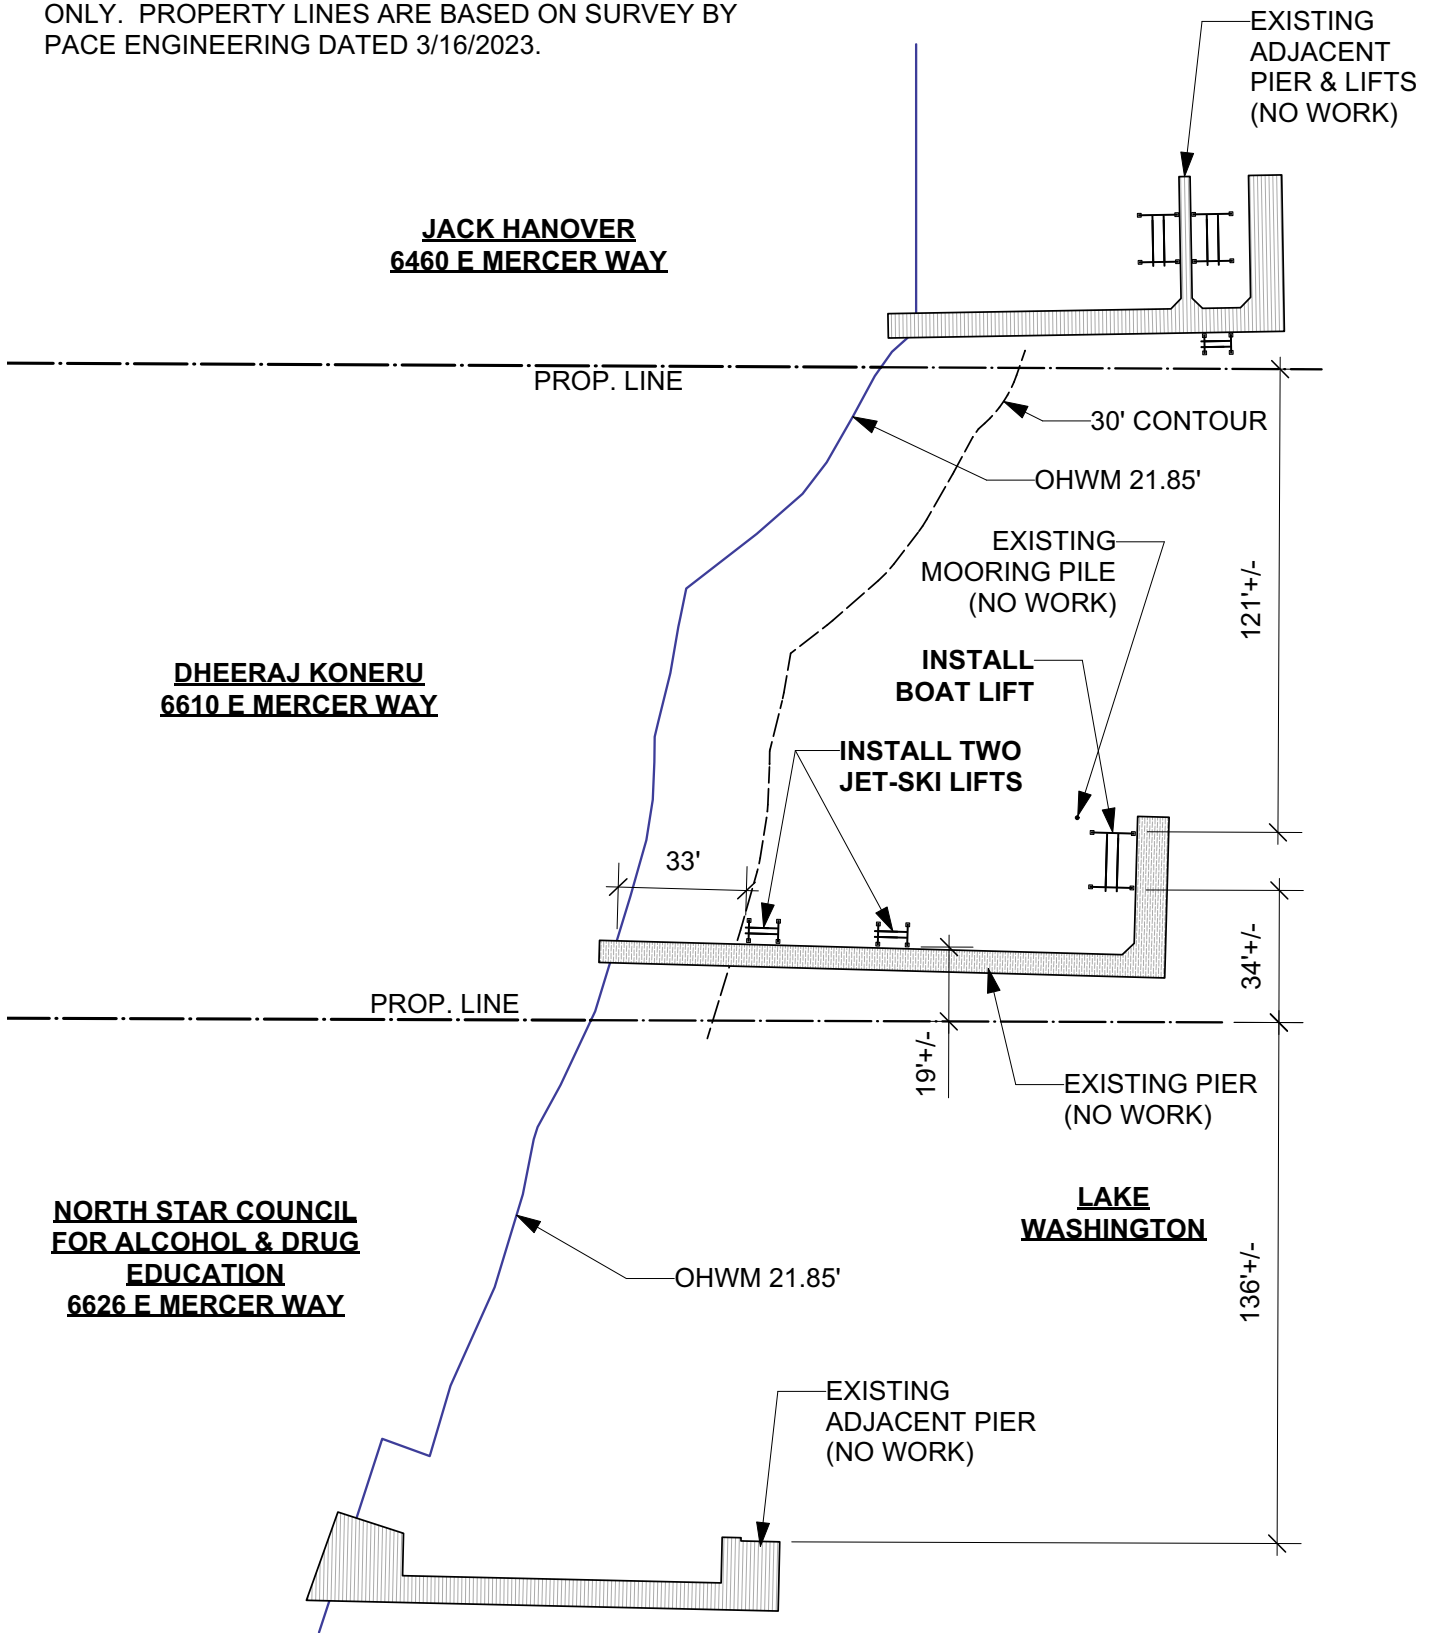 ONLY.  PROPERTY LINES ARE BASED ON SURVEY BY
PACE ENGINEERING DATED 3/16/2023.
EXISTING
ADJACENT
PIER & LIFTS
(NO WORK)
JACK HANOVER
6460 E MERCER WAY
PROP. LINE
30' CONTOUR
OHWM 21.85'
EXISTING
MOORING PILE
(NO WORK)
121'+/-
DHEERAJ KONERU
6610 E MERCER WAY
INSTALL
BOAT LIFT
INSTALL TWO
JET-SKI LIFTS
33'
34'+/-
PROP. LINE
19'+/-
EXISTING PIER
(NO WORK)
NORTH STAR COUNCIL
FOR ALCOHOL & DRUG
EDUCATION
6626 E MERCER WAY
LAKE
WASHINGTON
OHWM 21.85'
136'+/-
EXISTING
ADJACENT PIER
(NO WORK)